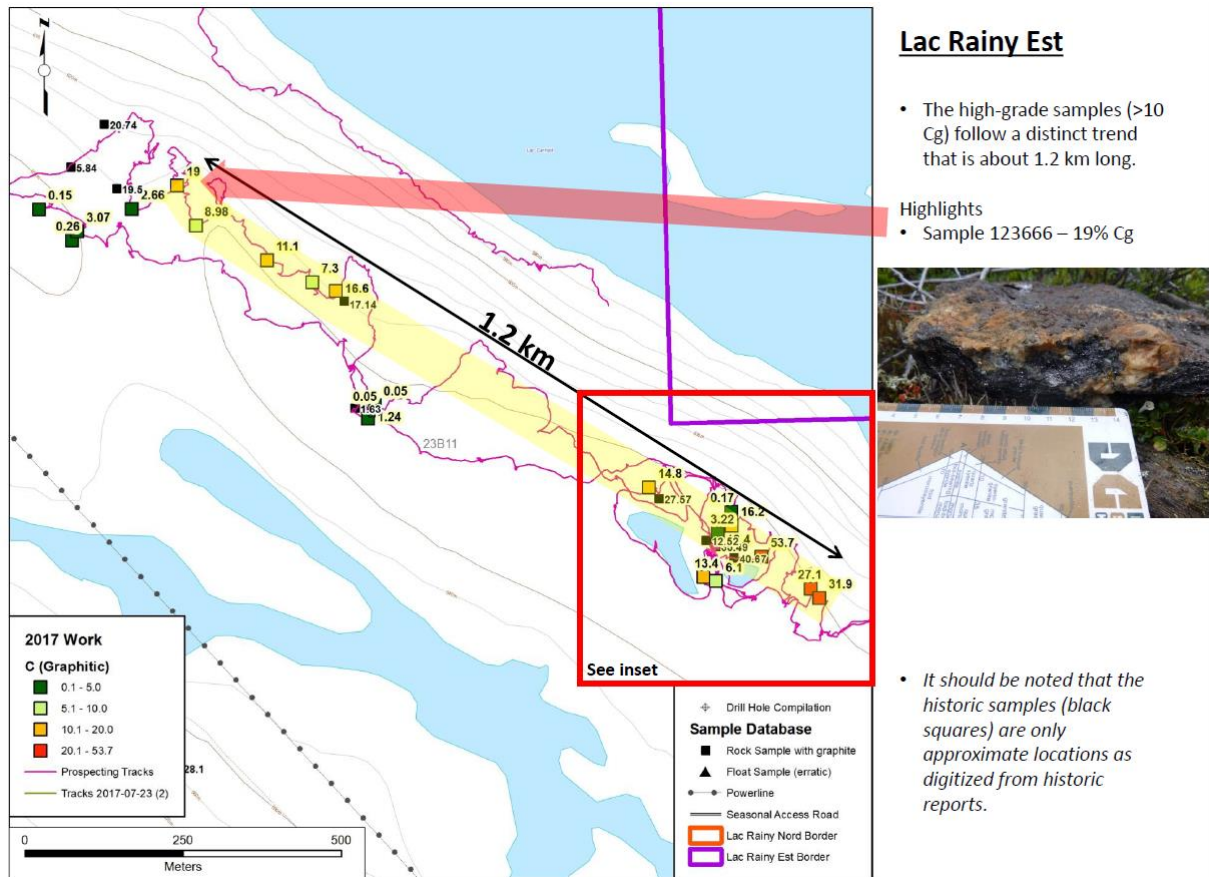 Lac Rainy Est
• The high-grade samples (>10
Cg) follow a distinct trend
that is about 1.2 km long.
Highlights
• Sample 123666 – 19% Cg
• It should be noted that the
historic samples (black
squares) are only
approximate locations as
digitized from historic
reports.
N
20.74
5.84
19.5
19
2.66
0.15
3.07
0.26
8.98
11.1
7.3
16.6
17.14
1.2 km
0.05
0.05
1.63
1.24
23B11
Lac Carheil
14.8
27.57
0.17
16.2
3.22
12.52
40.67
53.7
13.4
6.1
27.1
31.9
See inset
28.1
2017 Work
C (Graphitic)
0.1 - 5.0
5.1 - 10.0
10.1 - 20.0
20.1 - 53.7
Prospecting Tracks
Tracks 2017-07-23 (2)
0 250 500
Meters
Drill Hole Compilation
Sample Database
Rock Sample with graphite
Float Sample (erratic)
Powerline
Seasonal Access Road
Lac Rainy Nord Border
Lac Rainy Est Border